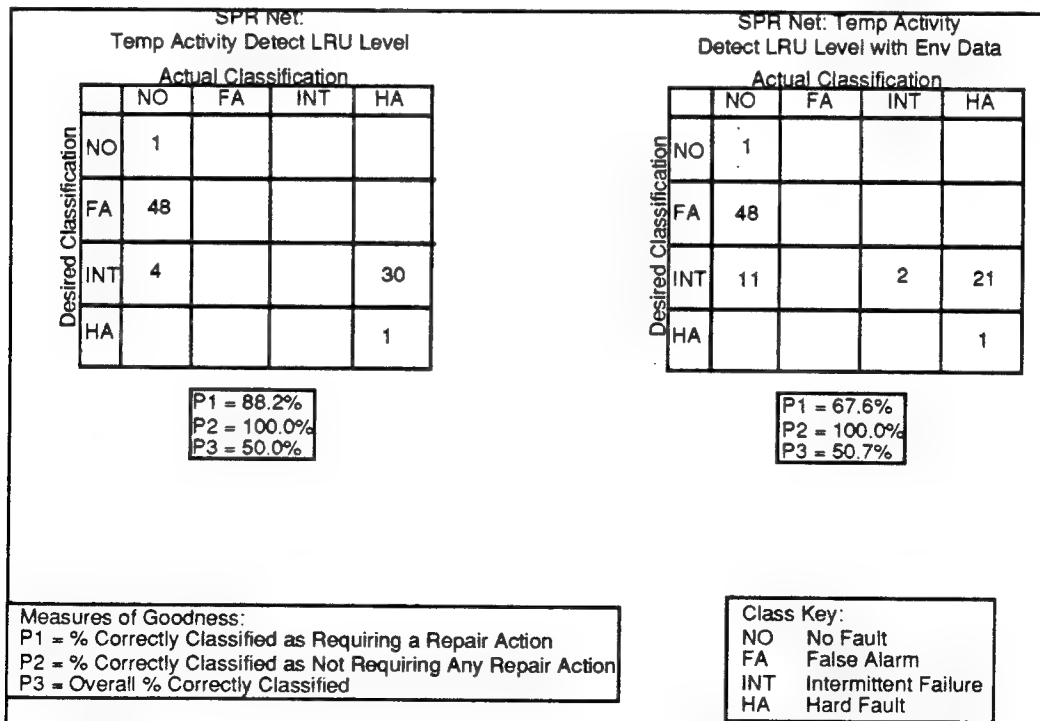 SPR Net:
Temp Activity Detect LRU Level
Actual Classification
NO FA INT HA
Desired Classification
NO 1
FA 48
INT 4 30
HA 1
P1 = 88.2%
P2 = 100.0%
P3 = 50.0%
SPR Net: Temp Activity
Detect LRU Level with Env Data
Actual Classification
NO FA INT HA
Desired Classification
NO 1
FA 48
INT 11 2 21
HA 1
P1 = 67.6%
P2 = 100.0%
P3 = 50.7%
Measures of Goodness:
P1 = % Correctly Classified as Requiring a Repair Action
P2 = % Correctly Classified as Not Requiring Any Repair Action
P3 = Overall % Correctly Classified
Class Key:
NO No Fault
FA False Alarm
INT Intermittent Failure
HA Hard Fault